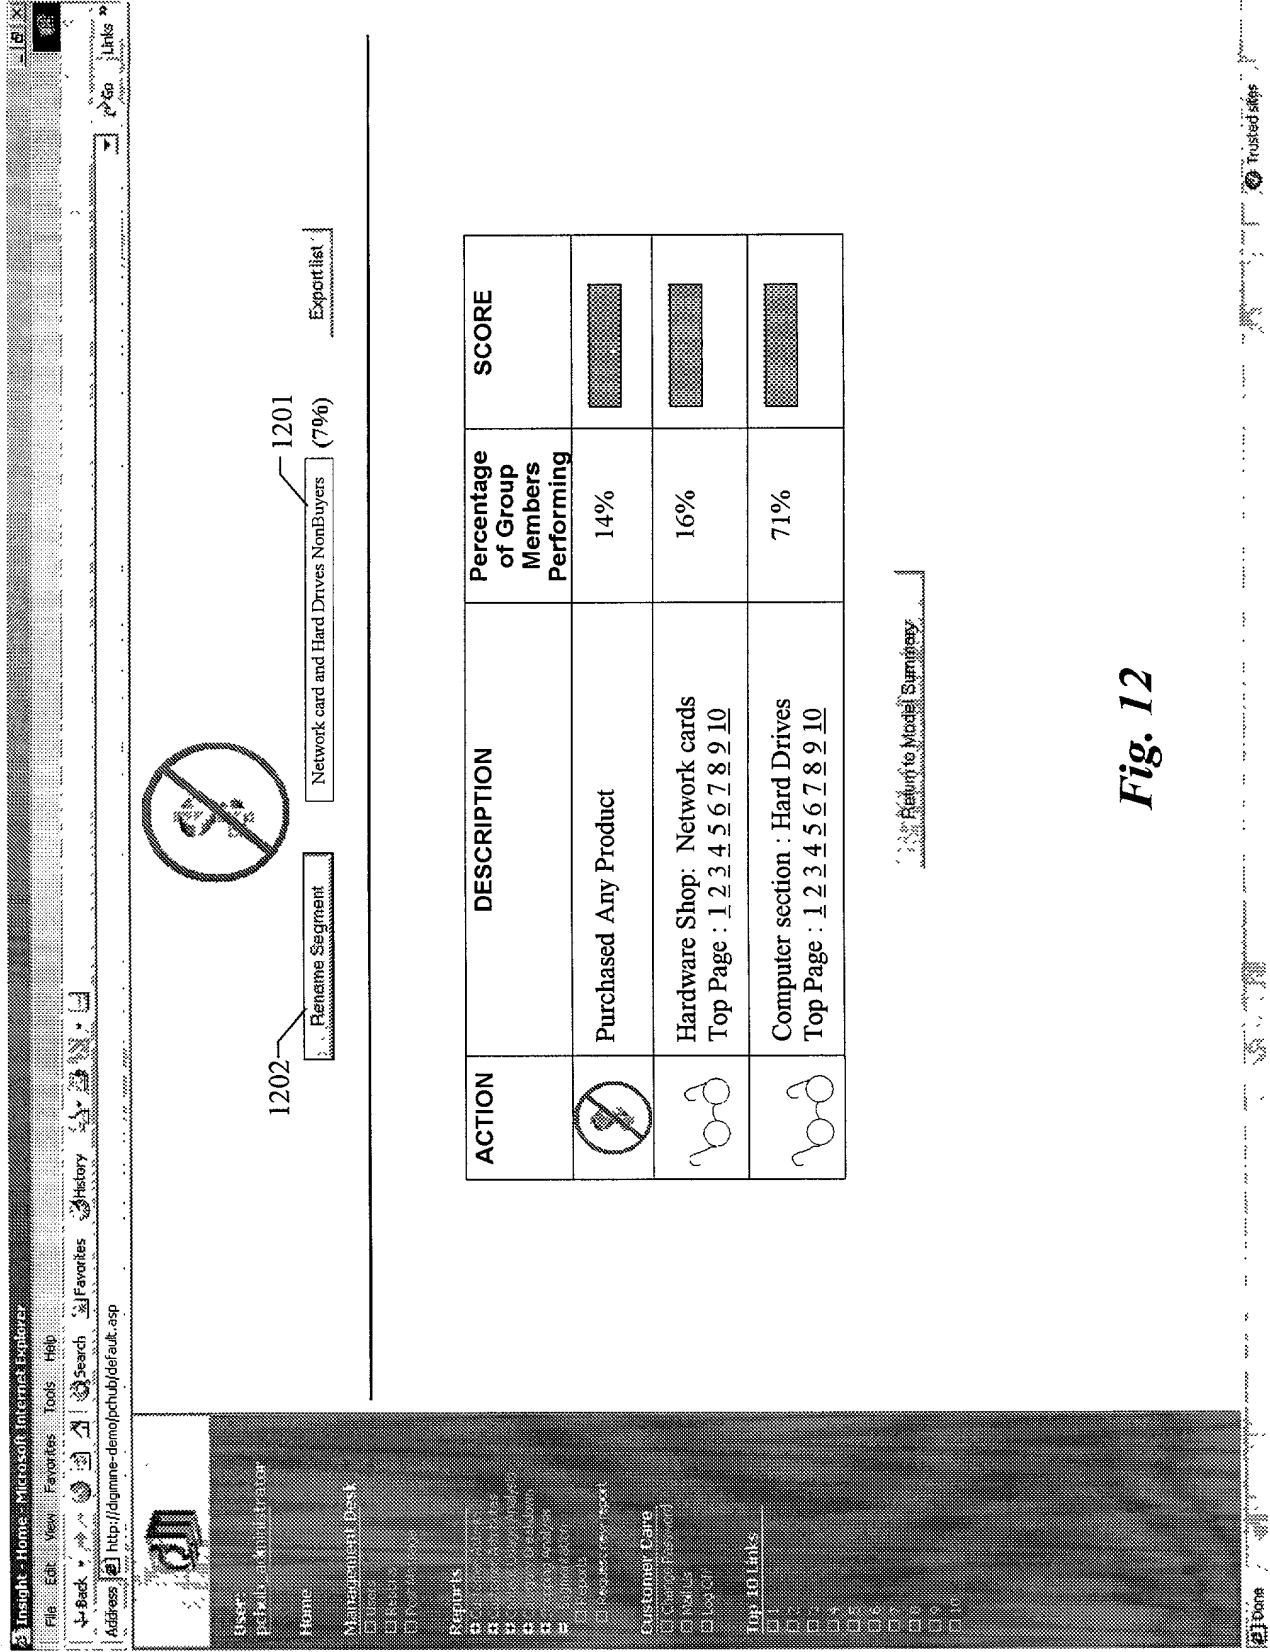 Insight - Home - Microsoft Internet Explorer
File Edit View Favorites Tools Help
Back Search Favorites History
Address http://digimine-demo/pchub/default.asp Go Links »
User
Home
Management Desk
Reports
Customer Care
Change Password
Log Off
Top 10 Links
1202
1201
Rename Segment
Network card and Hard Drives NonBuyers
(7%)
Export list
ACTION DESCRIPTION Percentage of Group Members Performing SCORE
Purchased Any Product 14%
Hardware Shop: Network cards 16%
Top Page : 1 2 3 4 5 6 7 8 9 10
Computer section : Hard Drives 71%
Top Page : 1 2 3 4 5 6 7 8 9 10
Return to Model Summary
Done Trusted sites
Fig. 12